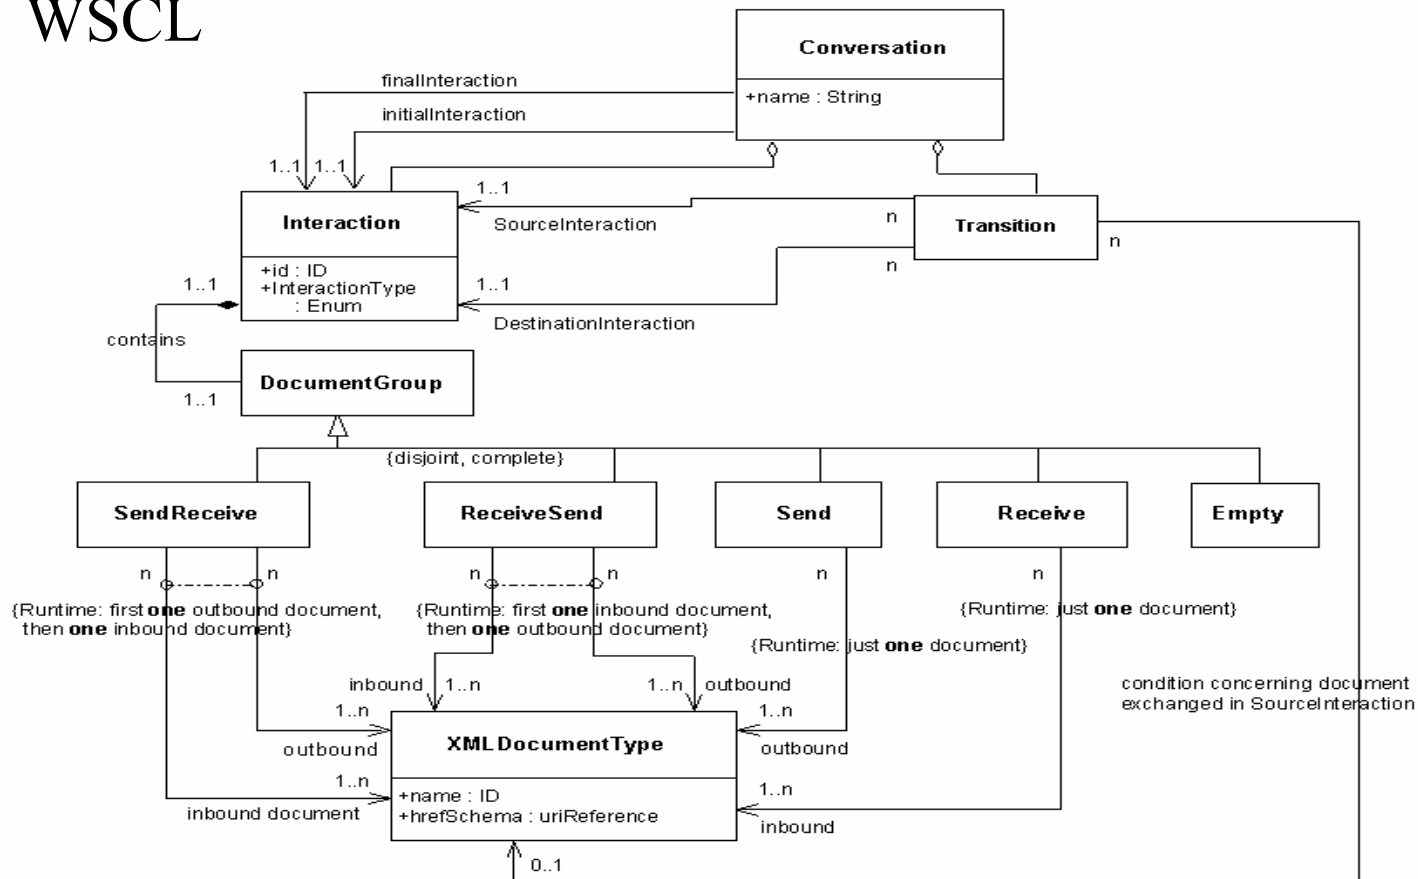 WSCL
Conversation
+name : String
finalInteraction
initialInteraction
1..1
1..1
Interaction
+id : ID
+InteractionType
: Enum
1..1
SourceInteraction
n
Transition
n
n
1..1
DestinationInteraction
1..1
contains
1..1
DocumentGroup
{disjoint, complete}
SendReceive
ReceiveSend
Send
Receive
Empty
n
n
n
n
n
n
{Runtime: first one outbound document,
then one inbound document}
{Runtime: first one inbound document,
then one outbound document}
{Runtime: just one document}
{Runtime: just one document}
condition concerning document
exchanged in SourceInteraction
inbound
1..n
1..n
outbound
1..n
outbound
1..n
outbound
XMLDocumentType
+name : ID
+hrefSchema : uriReference
1..n
inbound document
1..n
inbound
0..1